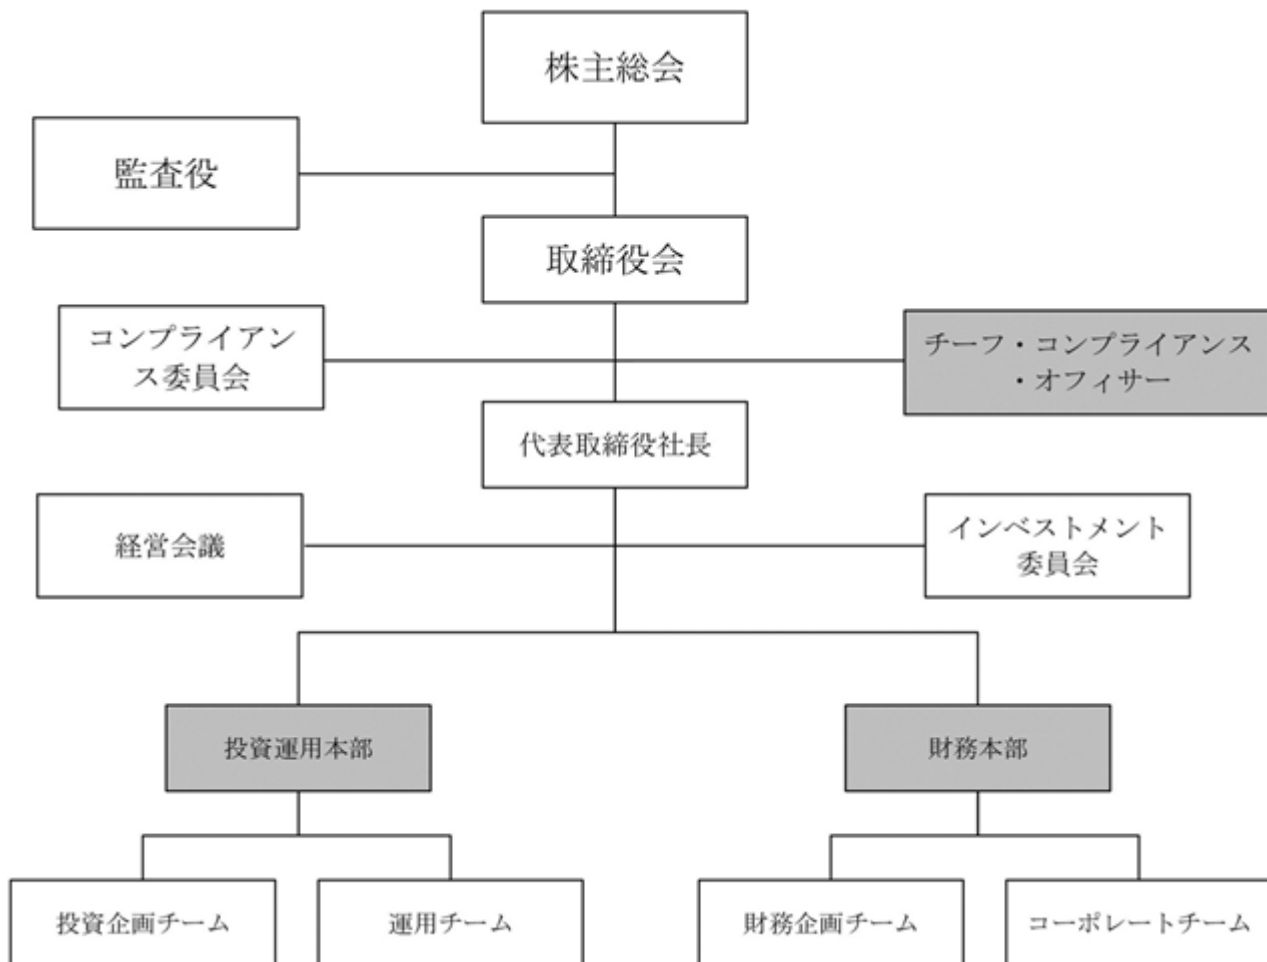 株主総会
監査役
取締役会
コンプライアン
ス委員会
チーフ・コンプライアンス
・オフィサー
代表取締役社長
経営会議
インベストメント
委員会
投資運用本部
財務本部
投資企画チーム
運用チーム
財務企画チーム
コーポレートチーム